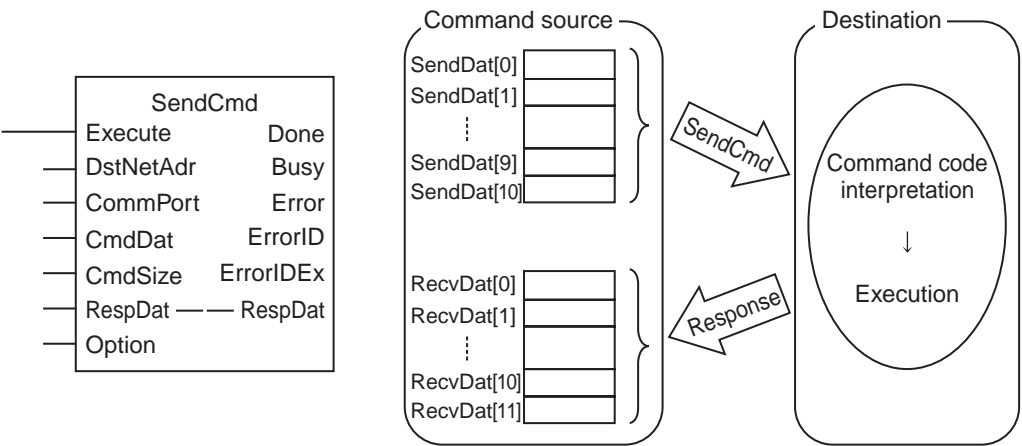 SendCmd
Execute Done
DstNetAdr Busy
CommPort Error
CmdDat ErrorID
CmdSize ErrorIDEx
RespDat RespDat
Option
Command source
SendDat[0]
SendDat[1]
SendDat[9]
SendDat[10]
RecvDat[0]
RecvDat[1]
RecvDat[10]
RecvDat[11]
SendCmd
Response
Destination
Command code
interpretation
↓
Execution